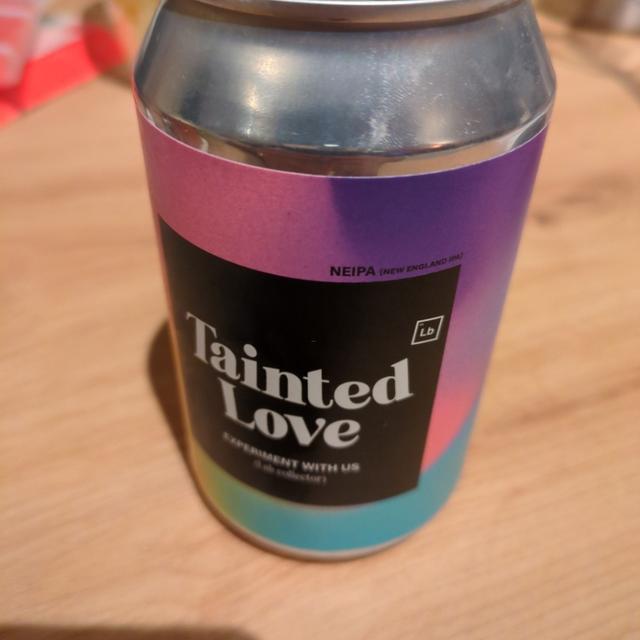 NEIPA (NEW ENGLAND IPA)
Lb
Tainted
Love
EXPERIMENT WITH US
(Lab collector)